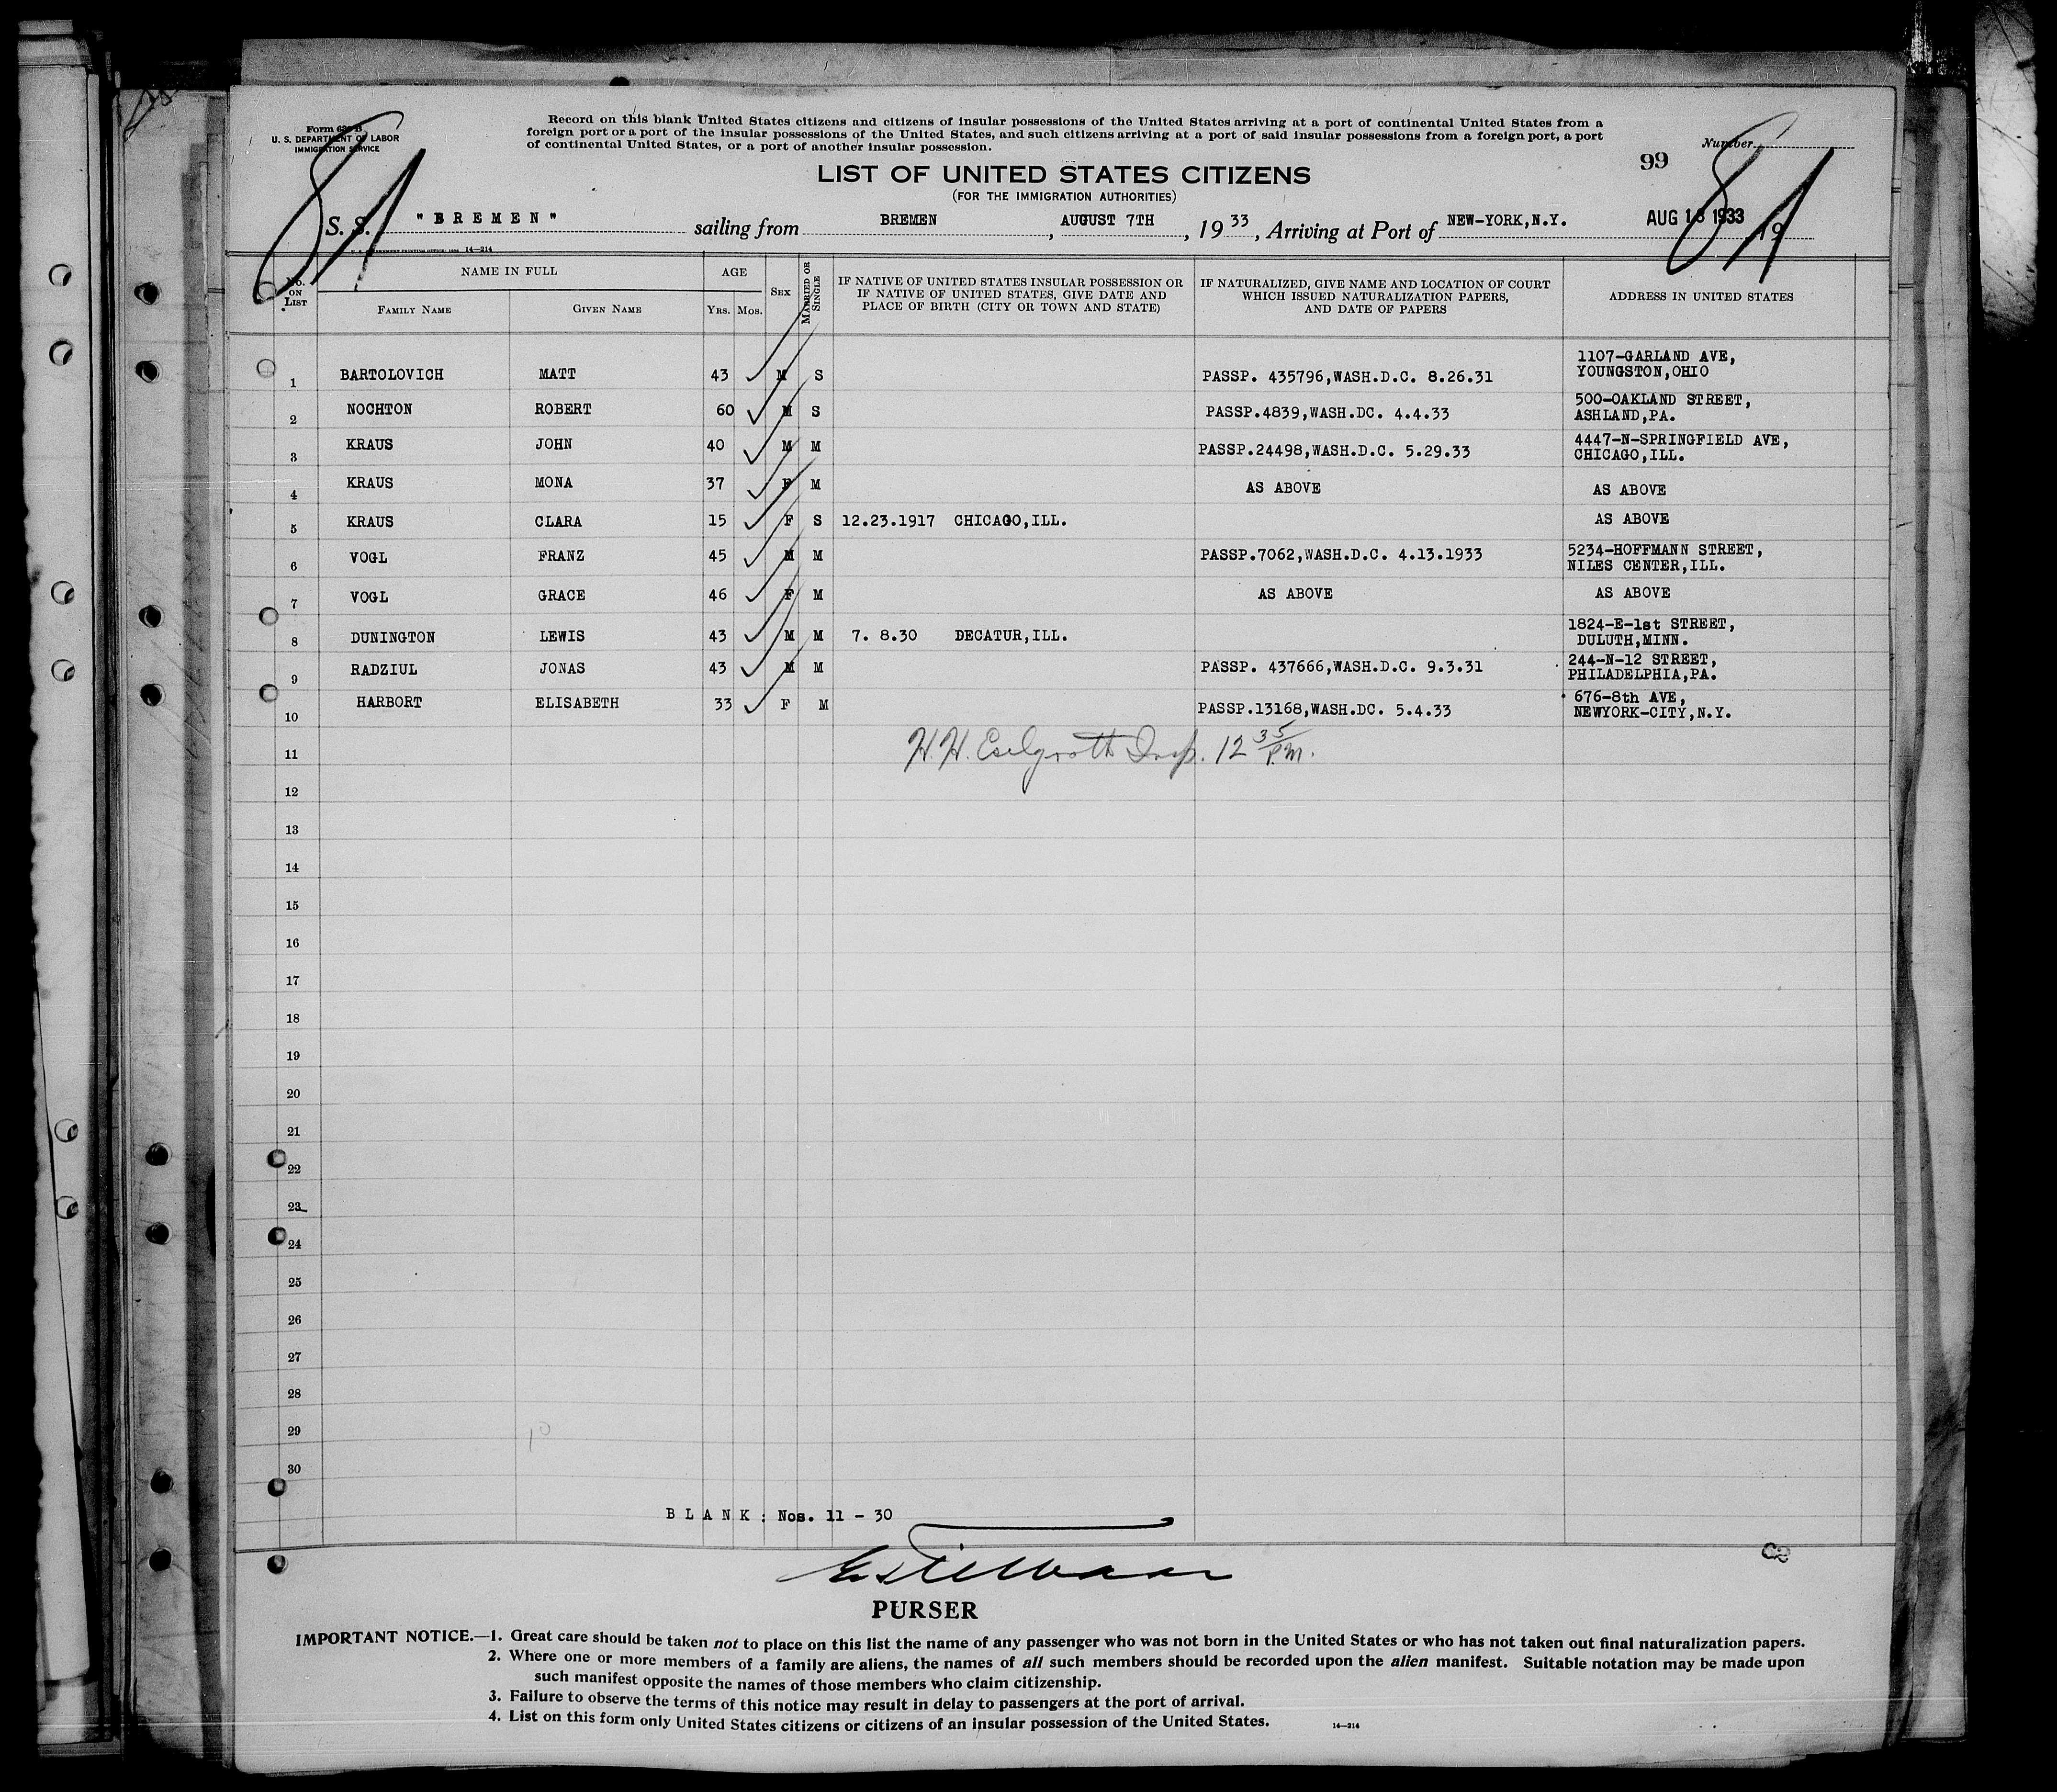 Form 630 B
U. S. DEPARTMENT OF LABOR
IMMIGRATION SERVICE
Record on this blank United States citizens and citizens of insular possessions of the United States arriving at a port of continental United States from a
foreign port or a port of the insular possessions of the United States, and such citizens arriving at a port of said insular possessions from a foreign port, a port
of continental United States, or a port of another insular possession.
Number
99
LIST OF UNITED STATES CITIZENS
(FOR THE IMMIGRATION AUTHORITIES)
S. S. "BREMEN" sailing from BREMEN, AUGUST 7TH, 1933, Arriving at Port of NEW-YORK,N.Y. AUG 1 1933 19
14—214
No. ON LIST NAME IN FULL FAMILY NAME GIVEN NAME AGE YRS. MOS. SEX MARRIED OR SINGLE IF NATIVE OF UNITED STATES INSULAR POSSESSION OR IF NATIVE OF UNITED STATES, GIVE DATE AND PLACE OF BIRTH (CITY OR TOWN AND STATE) IF NATURALIZED, GIVE NAME AND LOCATION OF COURT WHICH ISSUED NATURALIZATION PAPERS, AND DATE OF PAPERS ADDRESS IN UNITED STATES
1 BARTOLOVICH MATT 43 M S PASSP. 435796,WASH.D.C. 8.26.31 1107-GARLAND AVE, YOUNGSTON,OHIO
2 NOCHTON ROBERT 60 M S PASSP.4839,WASH.DC. 4.4.33 500-OAKLAND STREET, ASHLAND,PA.
3 KRAUS JOHN 40 M M PASSP.24498,WASH.D.C. 5.29.33 4447-N-SPRINGFIELD AVE, CHICAGO,ILL.
4 KRAUS MONA 37 F M AS ABOVE AS ABOVE
5 KRAUS CLARA 15 F S 12.23.1917 CHICAGO,ILL. AS ABOVE
6 VOGL FRANZ 45 M M PASSP.7062,WASH.D.C. 4.13.1933 5234-HOFFMANN STREET, NILES CENTER,ILL.
7 VOGL GRACE 46 F M AS ABOVE AS ABOVE
8 DUNINGTON LEWIS 43 M M 7. 8.30 DECATUR,ILL. 1824-E-1st STREET, DULUTH,MINN.
9 RADZIUL JONAS 43 M M PASSP. 437666,WASH.D.C. 9.3.31 244-N-12 STREET, PHILADELPHIA,PA.
10 HARBORT ELISABETH 33 F M PASSP.13168,WASH.DC. 5.4.33 676-8th AVE, NEWYORK-CITY,N.Y.
11 H.H. Eselgroth Insp. 12 35 P.M.
12
13
14
15
16
17
18
19
20
21
22
23
24
25
26
27
28
29 10
30
BLANK: Nos. 11 - 30
PURSER
IMPORTANT NOTICE.—1. Great care should be taken not to place on this list the name of any passenger who was not born in the United States or who has not taken out final naturalization papers.
2. Where one or more members of a family are aliens, the names of all such members should be recorded upon the alien manifest. Suitable notation may be made upon
such manifest opposite the names of those members who claim citizenship.
3. Failure to observe the terms of this notice may result in delay to passengers at the port of arrival.
4. List on this form only United States citizens or citizens of an insular possession of the United States.
14—214